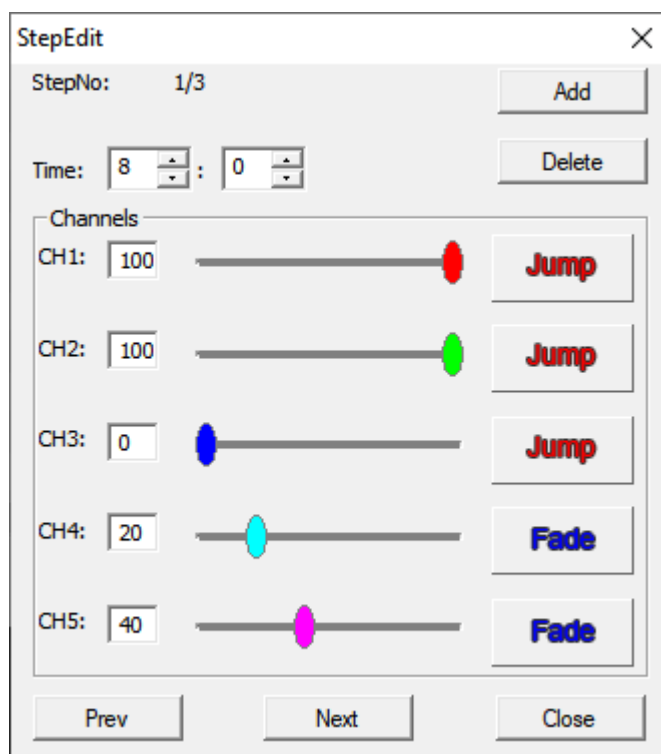 StepEdit
StepNo: 1/3
Add
Time: 8 : 0
Delete
Channels
CH1: 100 Jump
CH2: 100 Jump
CH3: 0 Jump
CH4: 20 Fade
CH5: 40 Fade
Prev Next Close